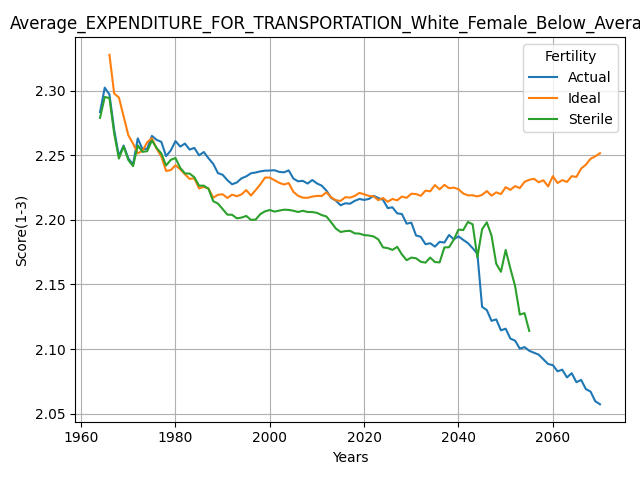 Average_EXPENDITURE_FOR_TRANSPORTATION_White_Female_Below_Avera
Fertility
Actual
Ideal
Sterile
Score(1-3)
2.30
2.25
2.20
2.15
2.10
2.05
1960 1980 2000 2020 2040 2060
Years